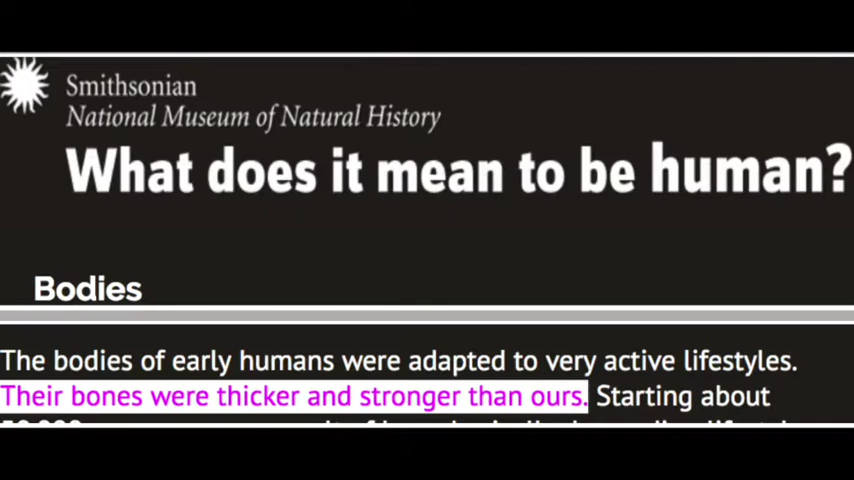 Smithsonian
National Museum of Natural History
What does it mean to be human?
Bodies
The bodies of early humans were adapted to very active lifestyles.
Their bones were thicker and stronger than ours. Starting about